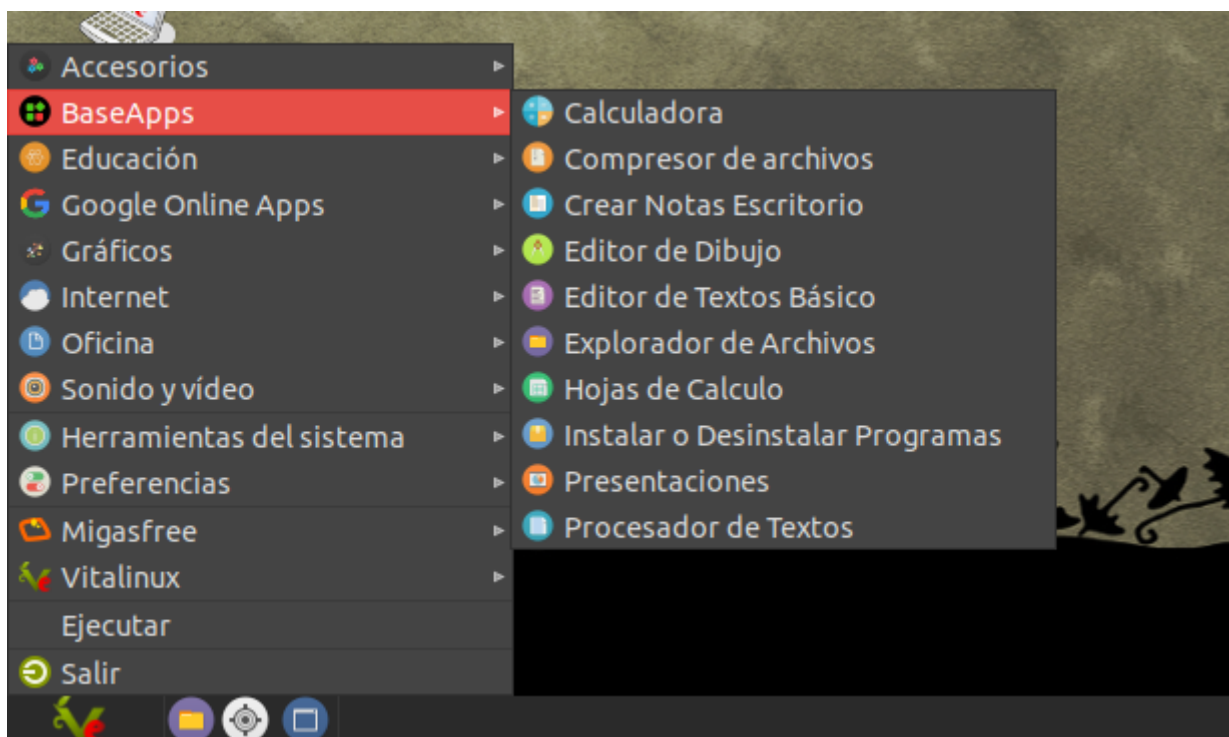 Accesorios
BaseApps
Educación
Google Online Apps
Gráficos
Internet
Oficina
Sonido y vídeo
Herramientas del sistema
Preferencias
Migasfree
Vitalinux
Ejecutar
Salir
Calculadora
Compresor de archivos
Crear Notas Escritorio
Editor de Dibujo
Editor de Textos Básico
Explorador de Archivos
Hojas de Calculo
Instalar o Desinstalar Programas
Presentaciones
Procesador de Textos